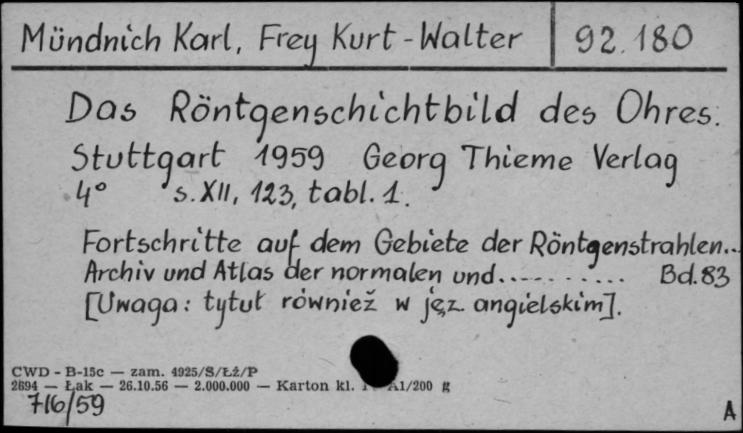 Mündnich Karl, Frey Kurt-Walter 92.180
Das Röntgenschichtbild des Ohres.
Stuttgart 1959 Georg Thieme Verlag
4° s. XII, 123, tabl. 1.
Fortschritte auf dem Gebiete der Röntgenstrahlen...
Archiv und Atlas der normalen und........... Bd. 83
[Uwaga: tytuł również w jęz. angielskim].
CWD - B-15c — zam. 4925/S/ŁŻ/P
2694 — Łak — 26.10.56 — 2.000.000 — Karton kl. A1/200 g
716/59
A